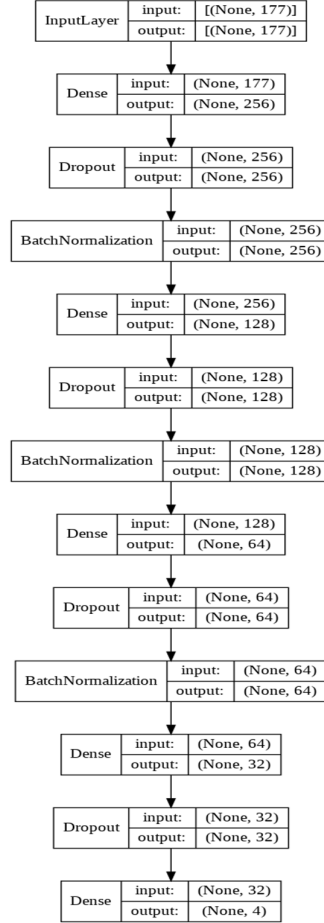 InputLayer input: [(None, 177)]
output: [(None, 177)]
Dense input: (None, 177)
output: (None, 256)
Dropout input: (None, 256)
output: (None, 256)
BatchNormalization input: (None, 256)
output: (None, 256)
Dense input: (None, 256)
output: (None, 128)
Dropout input: (None, 128)
output: (None, 128)
BatchNormalization input: (None, 128)
output: (None, 128)
Dense input: (None, 128)
output: (None, 64)
Dropout input: (None, 64)
output: (None, 64)
BatchNormalization input: (None, 64)
output: (None, 64)
Dense input: (None, 64)
output: (None, 32)
Dropout input: (None, 32)
output: (None, 32)
Dense input: (None, 32)
output: (None, 4)